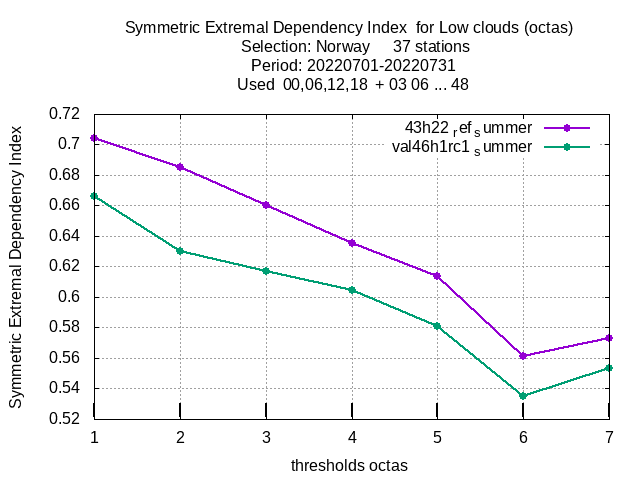 Symmetric Extremal Dependency Index  for Low clouds (octas)
Selection: Norway     37 stations
Period: 20220701-20220731
Used  00,06,12,18  + 03 06 ... 48
43h22 ref summer
val46h1rc1 summer
Symmetric Extremal Dependency Index
0.72
0.7
0.68
0.66
0.64
0.62
0.6
0.58
0.56
0.54
0.52
1 2 3 4 5 6 7
thresholds octas